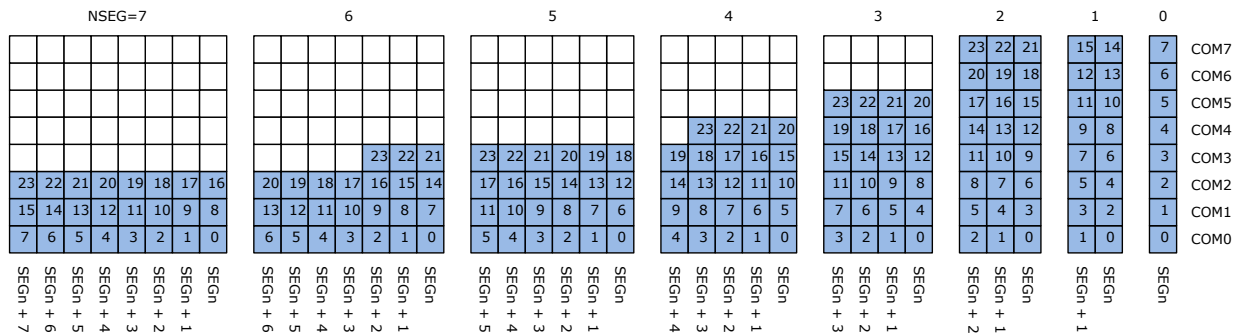 NSEG=7 6 5 4 3 2 1 0
23 22 21 15 14 7 COM7
20 19 18 12 13 6 COM6
23 22 21 20 17 16 15 11 10 5 COM5
23 22 21 20 19 18 17 16 14 13 12 9 8 4 COM4
23 22 21 23 22 21 20 19 18 19 18 17 16 15 15 14 13 12 11 10 9 7 6 3 COM3
23 22 21 20 19 18 17 16 20 19 18 17 16 15 14 17 16 15 14 13 12 14 13 12 11 10 11 10 9 8 8 7 6 5 4 2 COM2
15 14 13 12 11 10 9 8 13 12 11 10 9 8 7 11 10 9 8 7 6 9 8 7 6 5 7 6 5 4 5 4 3 3 2 1 COM1
7 6 5 4 3 2 1 0 6 5 4 3 2 1 0 5 4 3 2 1 0 4 3 2 1 0 3 2 1 0 2 1 0 1 0 0 COM0
SEGn + 7
SEGn + 6
SEGn + 5
SEGn + 4
SEGn + 3
SEGn + 2
SEGn + 1
SEGn
SEGn + 6
SEGn + 5
SEGn + 4
SEGn + 3
SEGn + 2
SEGn + 1
SEGn
SEGn + 5
SEGn + 4
SEGn + 3
SEGn + 2
SEGn + 1
SEGn
SEGn + 4
SEGn + 3
SEGn + 2
SEGn + 1
SEGn
SEGn + 3
SEGn + 2
SEGn + 1
SEGn
SEGn + 2
SEGn + 1
SEGn
SEGn + 1
SEGn
SEGn